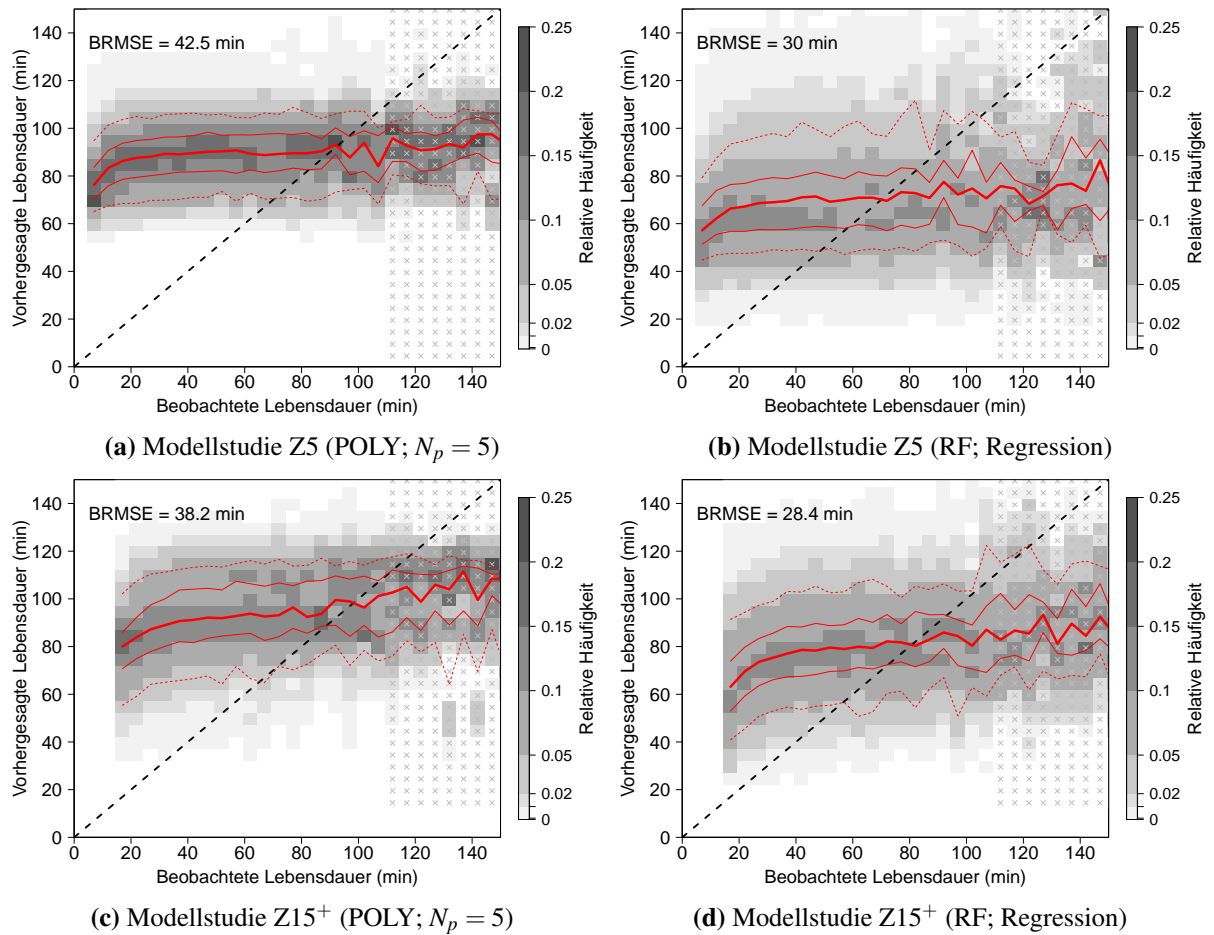 BRMSE = 42.5 min
Vorhergesagte Lebensdauer (min)
0 20 40 60 80 100 120 140
0 20 40 60 80 100 120 140
Beobachtete Lebensdauer (min)
0 0.02 0.05 0.1 0.15 0.2 0.25
Relative Häufigkeit
(a) Modellstudie Z5 (POLY; Nₚ = 5)
BRMSE = 30 min
Vorhergesagte Lebensdauer (min)
0 20 40 60 80 100 120 140
0 20 40 60 80 100 120 140
Beobachtete Lebensdauer (min)
0 0.02 0.05 0.1 0.15 0.2 0.25
Relative Häufigkeit
(b) Modellstudie Z5 (RF; Regression)
BRMSE = 38.2 min
Vorhergesagte Lebensdauer (min)
0 20 40 60 80 100 120 140
0 20 40 60 80 100 120 140
Beobachtete Lebensdauer (min)
0 0.02 0.05 0.1 0.15 0.2 0.25
Relative Häufigkeit
(c) Modellstudie Z15⁺ (POLY; Nₚ = 5)
BRMSE = 28.4 min
Vorhergesagte Lebensdauer (min)
0 20 40 60 80 100 120 140
0 20 40 60 80 100 120 140
Beobachtete Lebensdauer (min)
0 0.02 0.05 0.1 0.15 0.2 0.25
Relative Häufigkeit
(d) Modellstudie Z15⁺ (RF; Regression)